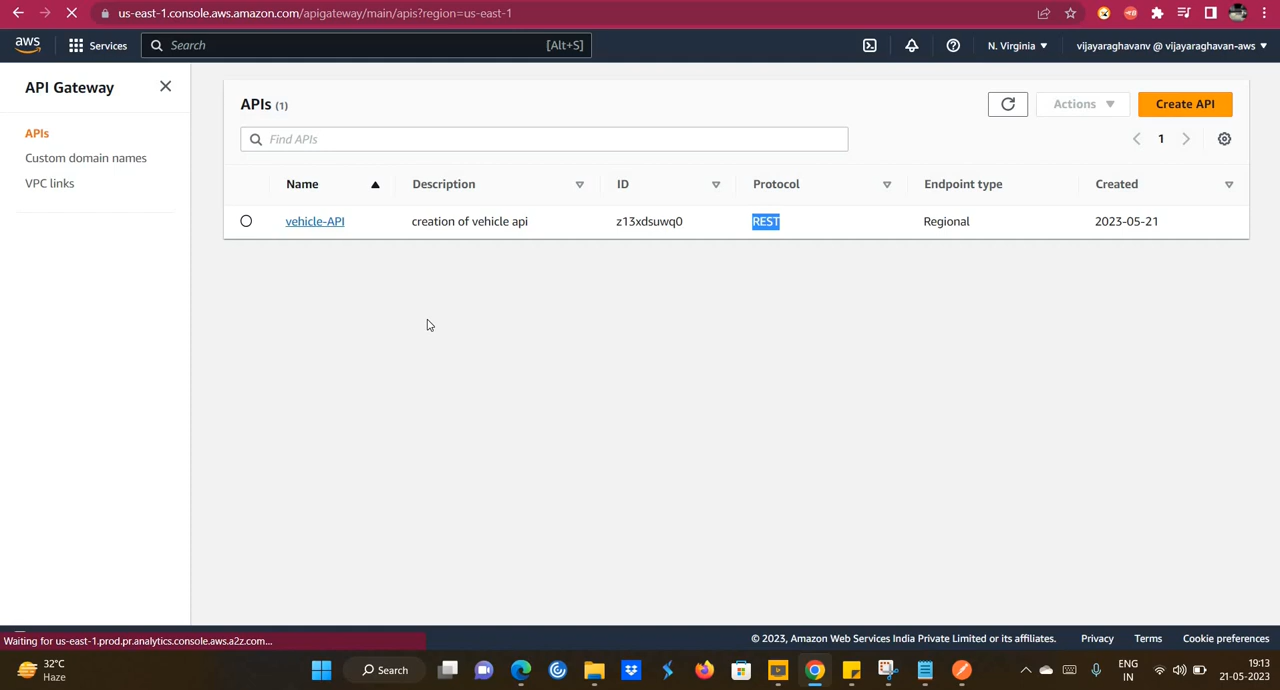 us-east-1.console.aws.amazon.com/apigateway/main/apis?region=us-east-1
aws
Services
Search
[Alt+S]
N. Virginia
vijayaraghavanv @ vijayaraghavan-aws
API Gateway
APIs
Custom domain names
VPC links
APIs (1)
Actions
Create API
Find APIs
1
Name Description ID Protocol Endpoint type Created
vehicle-API creation of vehicle api z13xdsuwq0 REST Regional 2023-05-21
Waiting for us-east-1.prod.pr.analytics.console.aws.a2z.com...
© 2023, Amazon Web Services India Private Limited or its affiliates. Privacy Terms Cookie preferences
32°C
Haze
Search
ENG
IN
19:13
21-05-2023